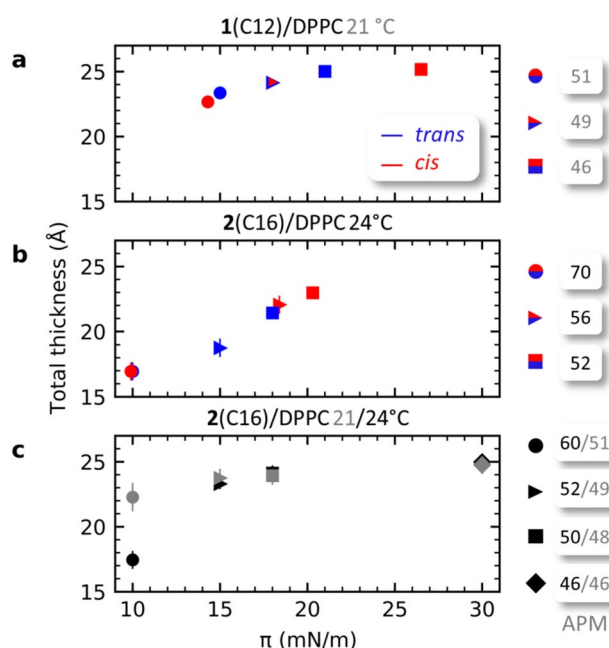 1(C12)/DPPC 21 °C
a
25
20
15
trans
cis
51
49
46
2(C16)/DPPC 24°C
b
Total thickness (Å)
25
20
15
70
56
52
2(C16)/DPPC 21/24°C
c
25
20
15
10 15 20 25 30
π (mN/m)
60/51
52/49
50/48
46/46
APM